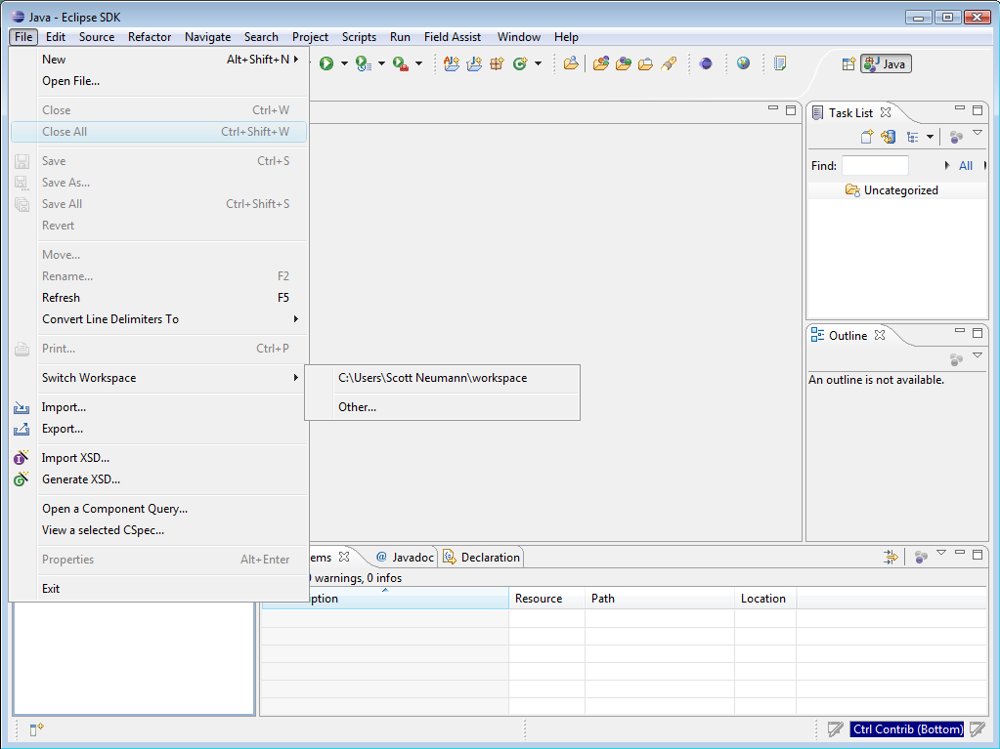 Java - Eclipse SDK
File Edit Source Refactor Navigate Search Project Scripts Run Field Assist Window Help
New Alt+Shift+N
Open File...
Close Ctrl+W
Close All Ctrl+Shift+W
Save Ctrl+S
Save As...
Save All Ctrl+Shift+S
Revert
Move...
Rename... F2
Refresh F5
Convert Line Delimiters To
Print... Ctrl+P
Switch Workspace
C:\Users\Scott Neumann\workspace
Other...
Import...
Export...
Import XSD...
Generate XSD...
Open a Component Query...
View a selected CSpec...
Properties Alt+Enter
Exit
Java
Task List
Find: All
Uncategorized
Outline
An outline is not available.
ems @ Javadoc Declaration
0 warnings, 0 infos
ption Resource Path Location
Ctrl Contrib (Bottom)